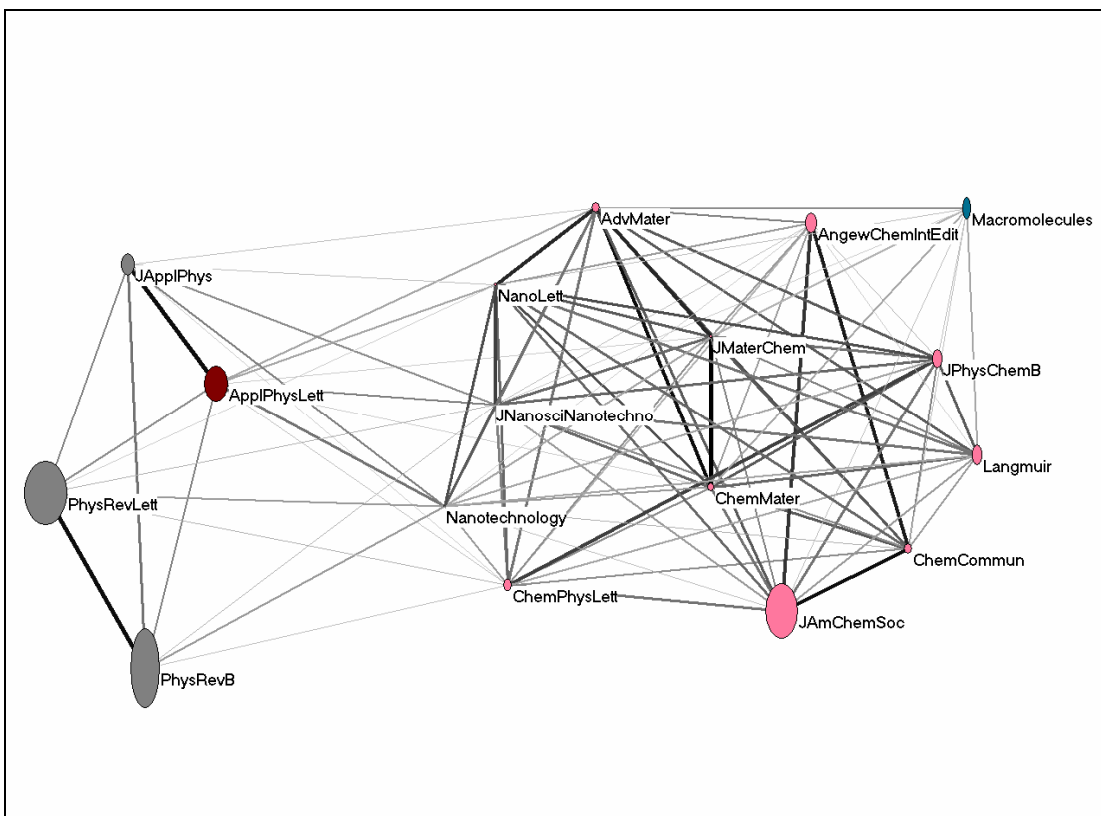 AdvMater
Macromolecules
AngewChemIntEdit
JApplPhys
NanoLett
JMaterChem
JPhysChemB
ApplPhysLett
JNanosciNanotechno
Langmuir
ChemMater
PhysRevLett
Nanotechnology
ChemCommun
ChemPhysLett
JAmChemSoc
PhysRevB